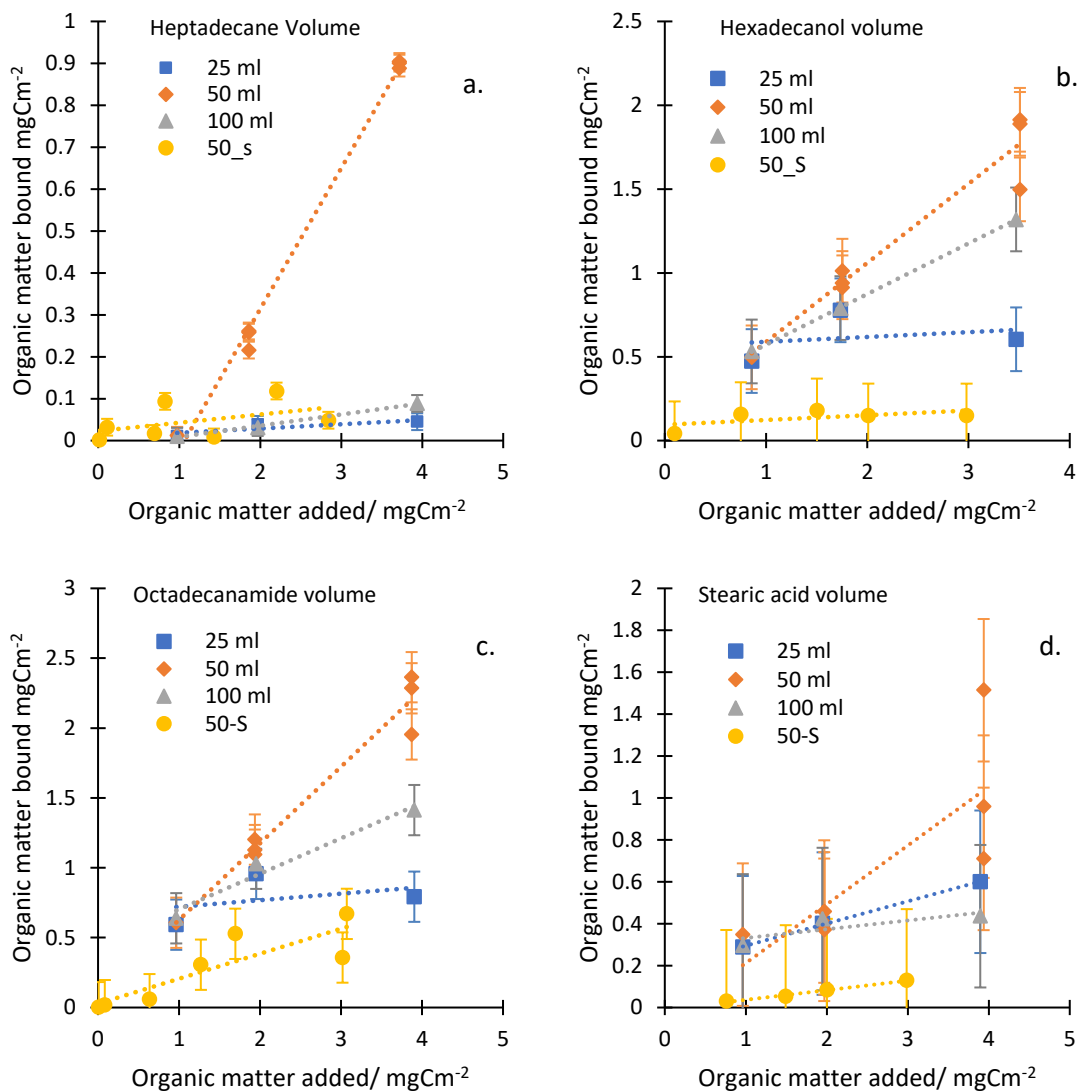 Heptadecane Volume
25 ml
50 ml
100 ml
50_s
a.
Organic matter bound mgCm-2
1
0.9
0.8
0.7
0.6
0.5
0.4
0.3
0.2
0.1
0
0 1 2 3 4 5
Organic matter added/ mgCm-2
Hexadecanol volume
25 ml
50 ml
100 ml
50_S
b.
Organic matter bound mgCm-2
2.5
2
1.5
1
0.5
0
0 1 2 3 4
Organic matter added/ mgCm-2
Octadecanamide volume
25 ml
50 ml
100 ml
50-S
c.
Organic matter bound mgCm-2
3
2.5
2
1.5
1
0.5
0
0 1 2 3 4 5
Organic matter added/ mgCm-2
Stearic acid volume
25 ml
50 ml
100 ml
50-S
d.
Organic matter bound mgCm-2
2
1.8
1.6
1.4
1.2
1
0.8
0.6
0.4
0.2
0
0 1 2 3 4 5
Organic matter added/ mgCm-2